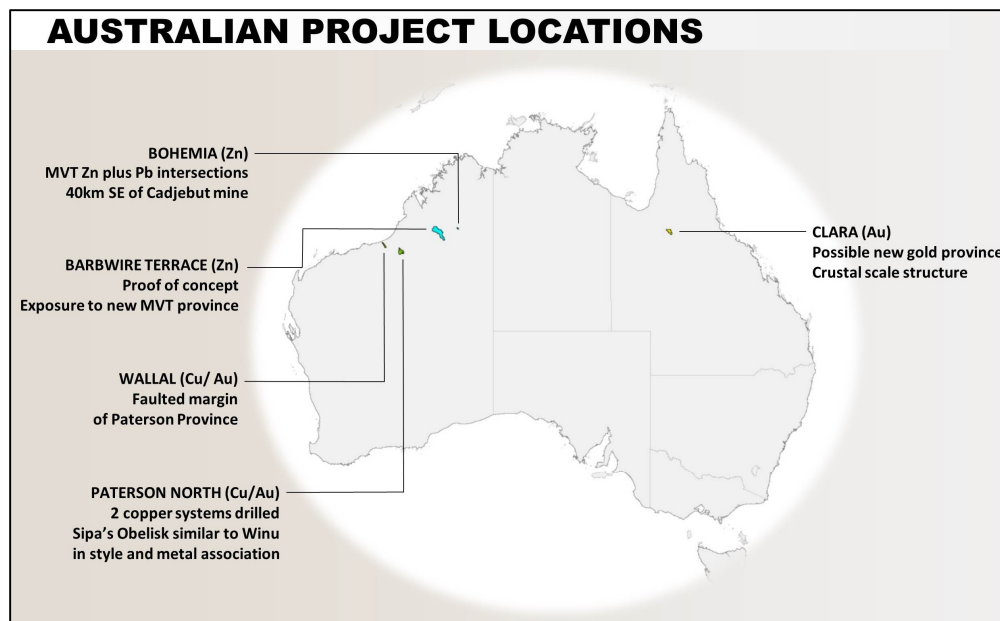 AUSTRALIAN PROJECT LOCATIONS
BOHEMIA (Zn)
MVT Zn plus Pb intersections
40km SE of Cadjebut mine
BARBWIRE TERRACE (Zn)
Proof of concept
Exposure to new MVT province
WALLAL (Cu/ Au)
Faulted margin
of Paterson Province
PATERSON NORTH (Cu/Au)
2 copper systems drilled
Sipa's Obelisk similar to Winu
in style and metal association
CLARA (Au)
Possible new gold province
Crustal scale structure